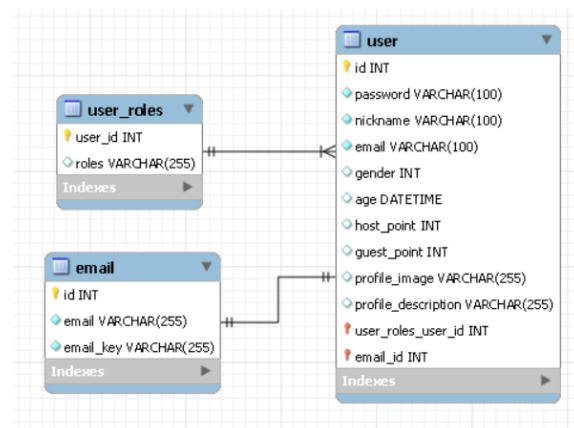 user_roles
user_id INT
roles VARCHAR(255)
Indexes
email
id INT
email VARCHAR(255)
email_key VARCHAR(255)
Indexes
user
id INT
password VARCHAR(100)
nickname VARCHAR(100)
email VARCHAR(100)
gender INT
age DATETIME
host_point INT
guest_point INT
profile_image VARCHAR(255)
profile_description VARCHAR(255)
user_roles_user_id INT
email_id INT
Indexes